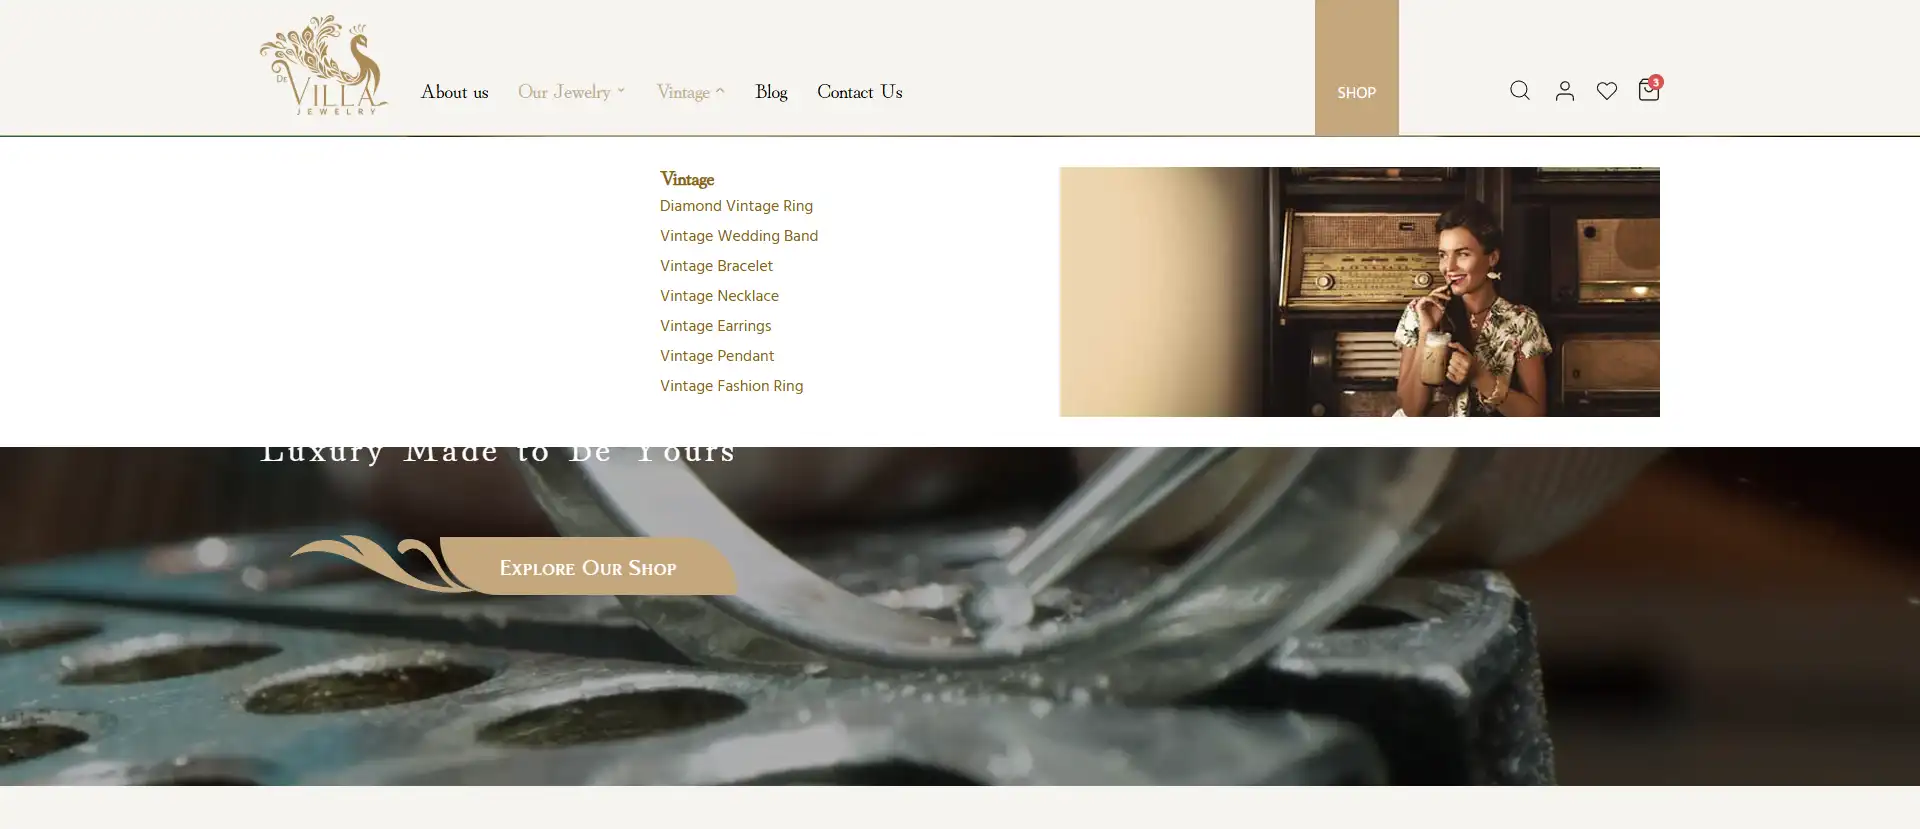 DE
VILLA
JEWELRY
About us
Our Jewelry
Vintage
Blog
Contact Us
SHOP
3
Vintage
Diamond Vintage Ring
Vintage Wedding Band
Vintage Bracelet
Vintage Necklace
Vintage Earrings
Vintage Pendant
Vintage Fashion Ring
Luxury Made to Be Yours
Explore Our Shop